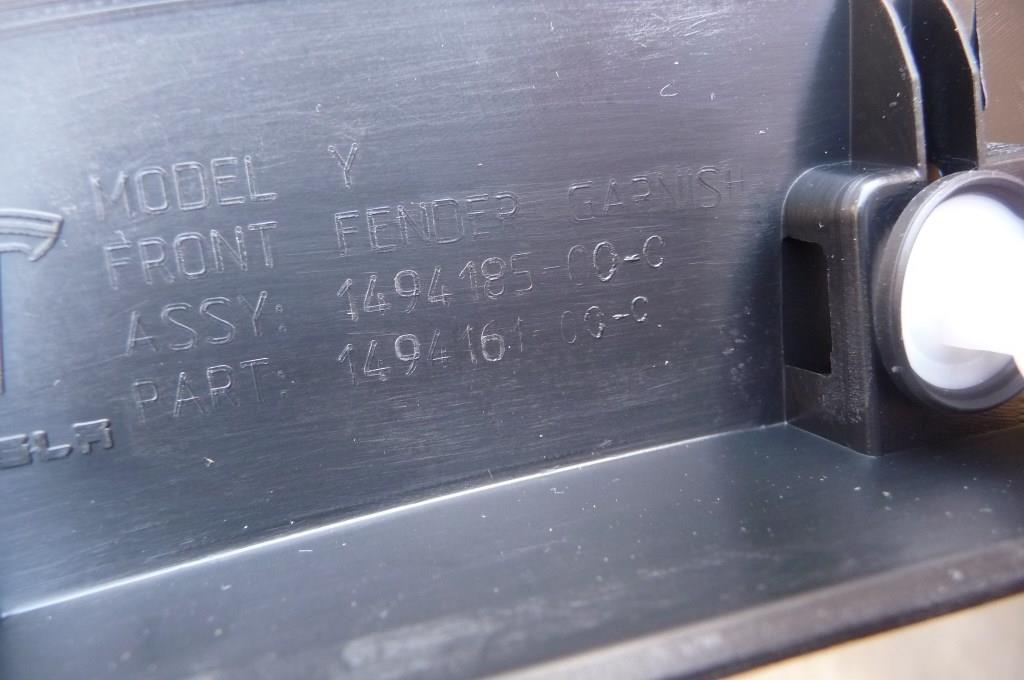 MODEL Y
FRONT FENDER GARNISH
ASSY: 1494185-00-C
PART: 1494161-00-C